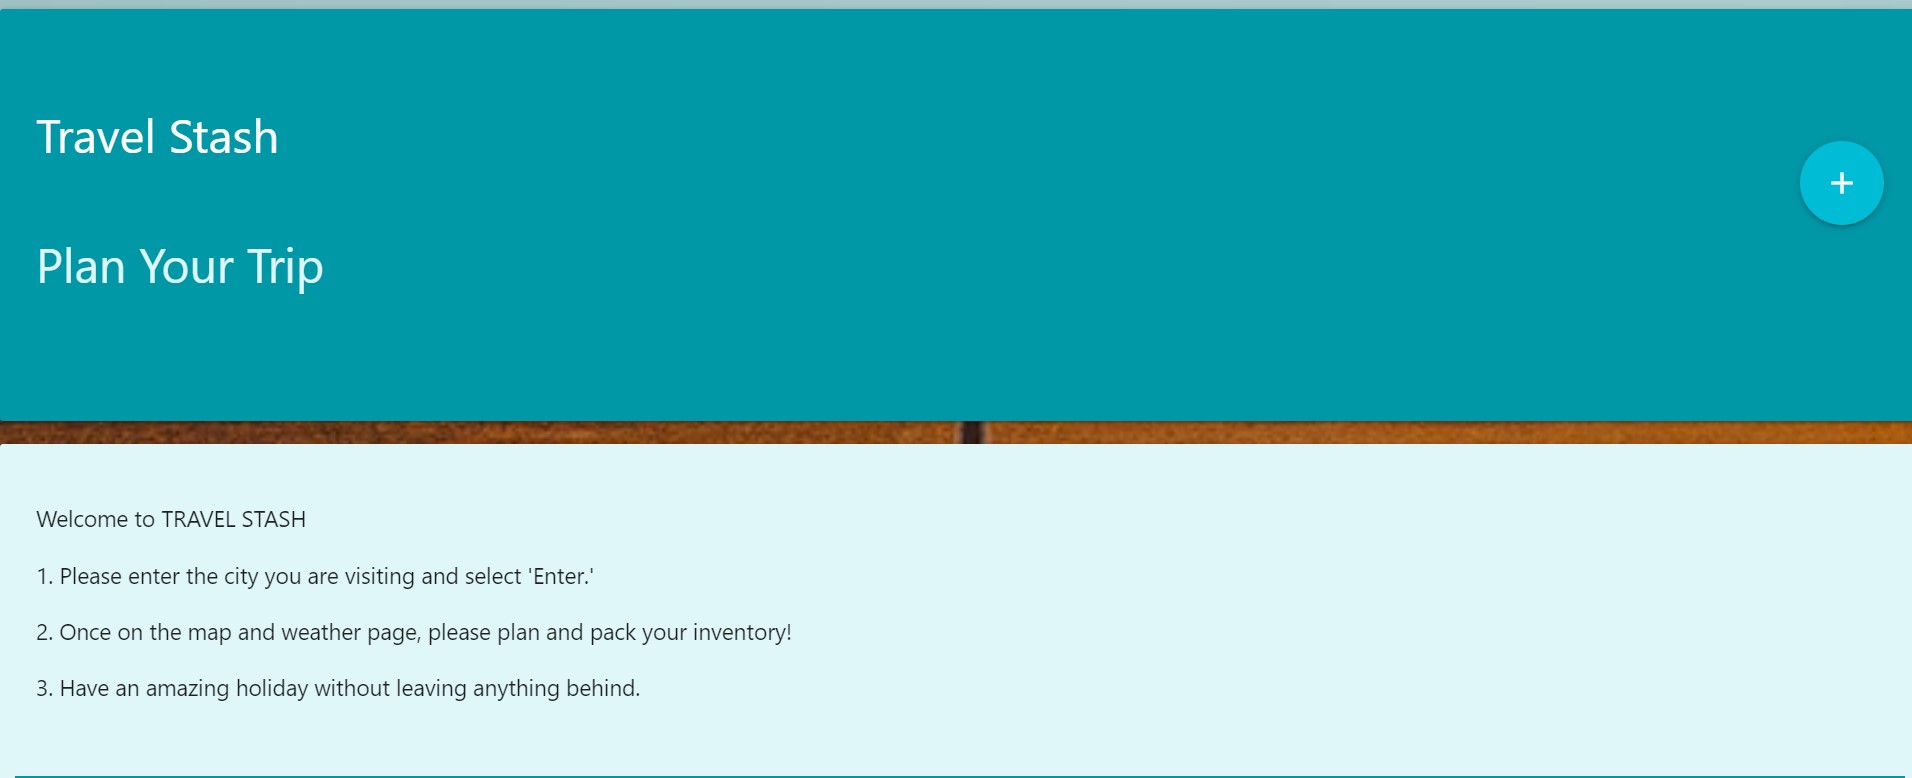 Travel Stash
+
Plan Your Trip
Welcome to TRAVEL STASH
1. Please enter the city you are visiting and select 'Enter.'
2. Once on the map and weather page, please plan and pack your inventory!
3. Have an amazing holiday without leaving anything behind.